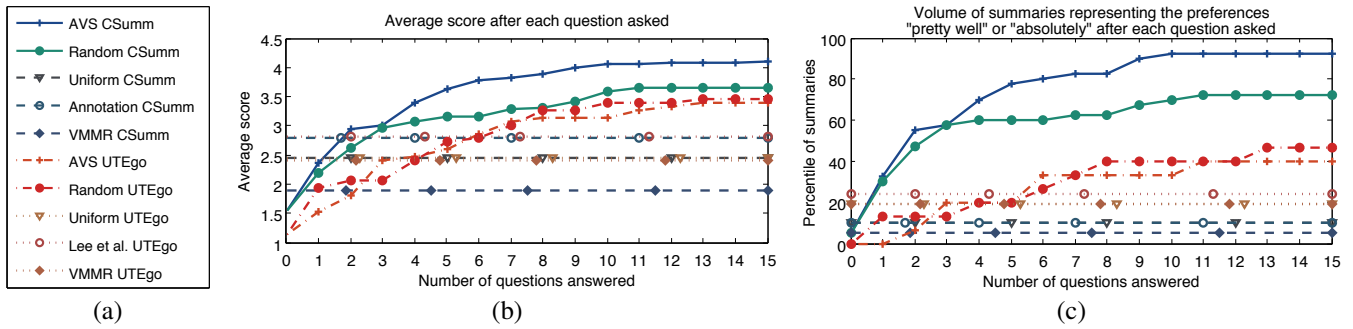 AVS CSumm
Random CSumm
Uniform CSumm
Annotation CSumm
VMMR CSumm
AVS UTEgo
Random UTEgo
Uniform UTEgo
Lee et al. UTEgo
VMMR UTEgo
(a)
Average score after each question asked
Average score
4.5
4
3.5
3
2.5
2
1.5
1
0 1 2 3 4 5 6 7 8 9 10 11 12 13 14 15
Number of questions answered
(b)
Volume of summaries representing the preferences
"pretty well" or "absolutely" after each question asked
Percentile of summaries
100
80
60
40
20
0
0 1 2 3 4 5 6 7 8 9 10 11 12 13 14 15
Number of questions answered
(c)